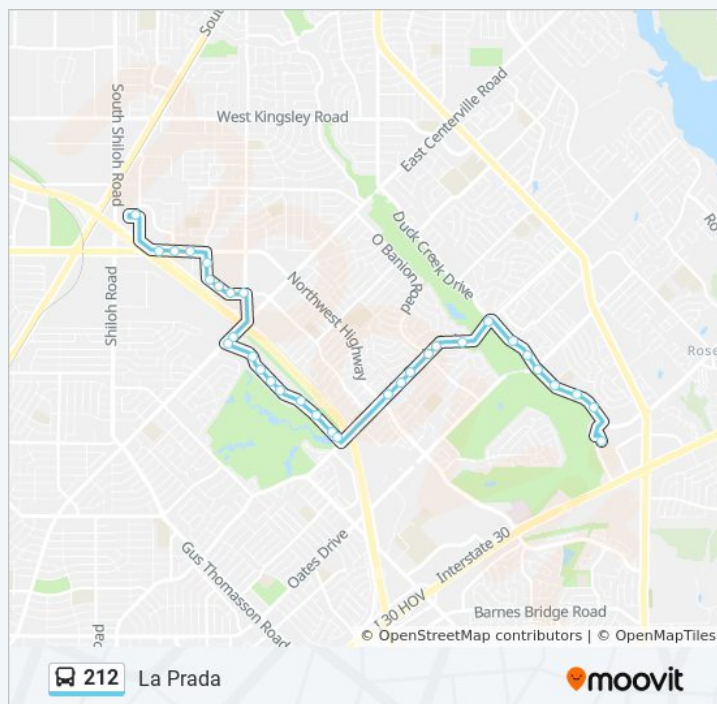 South
West Kingsley Road
South Shiloh Road
East Centerville Road
Duck Creek Drive
O Banion Road
Shiloh Road
Northwest Highway
Rose
Gus Thomasson Road
Oates Drive
Interstate 30
I 30 HOV
Barnes Bridge Road
oad
© OpenStreetMap contributors | © OpenMapTiles
212 La Prada
moovit